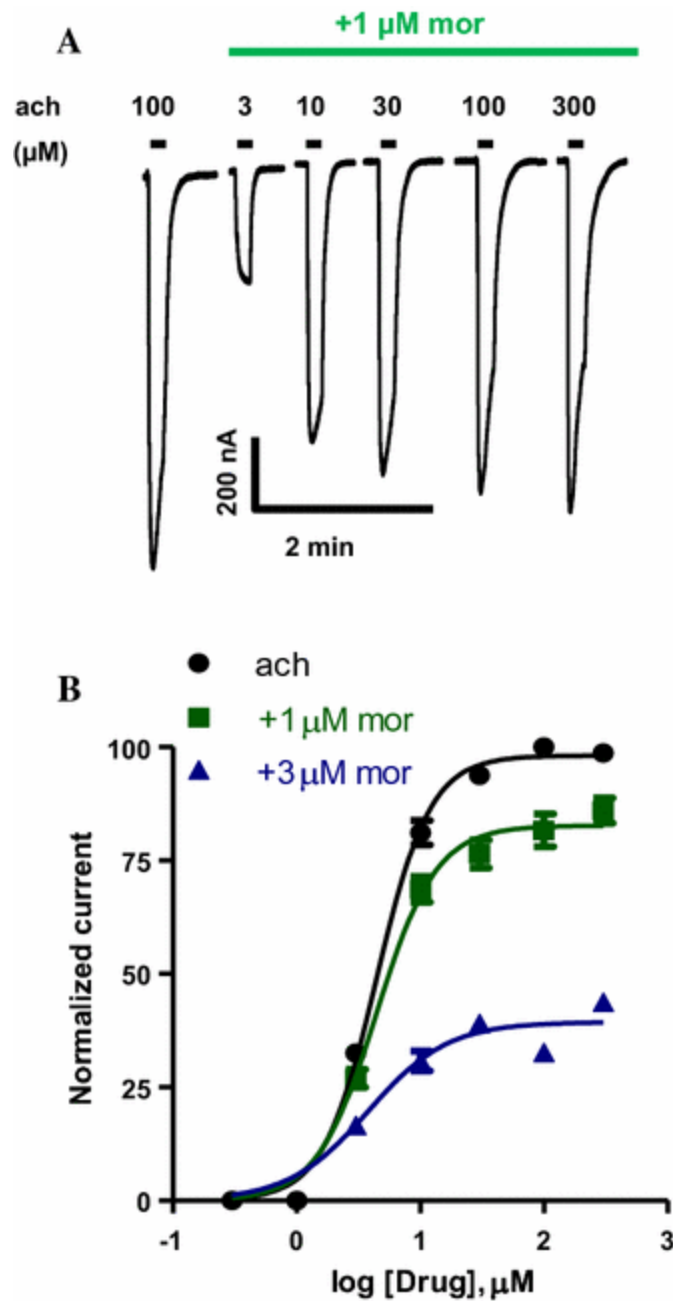 A
+1 µM mor
ach 100 3 10 30 100 300
(µM)
200 nA
2 min
B
ach
+1 µM mor
+3 µM mor
100
75
50
25
0
Normalized current
-1 0 1 2 3
log [Drug], µM